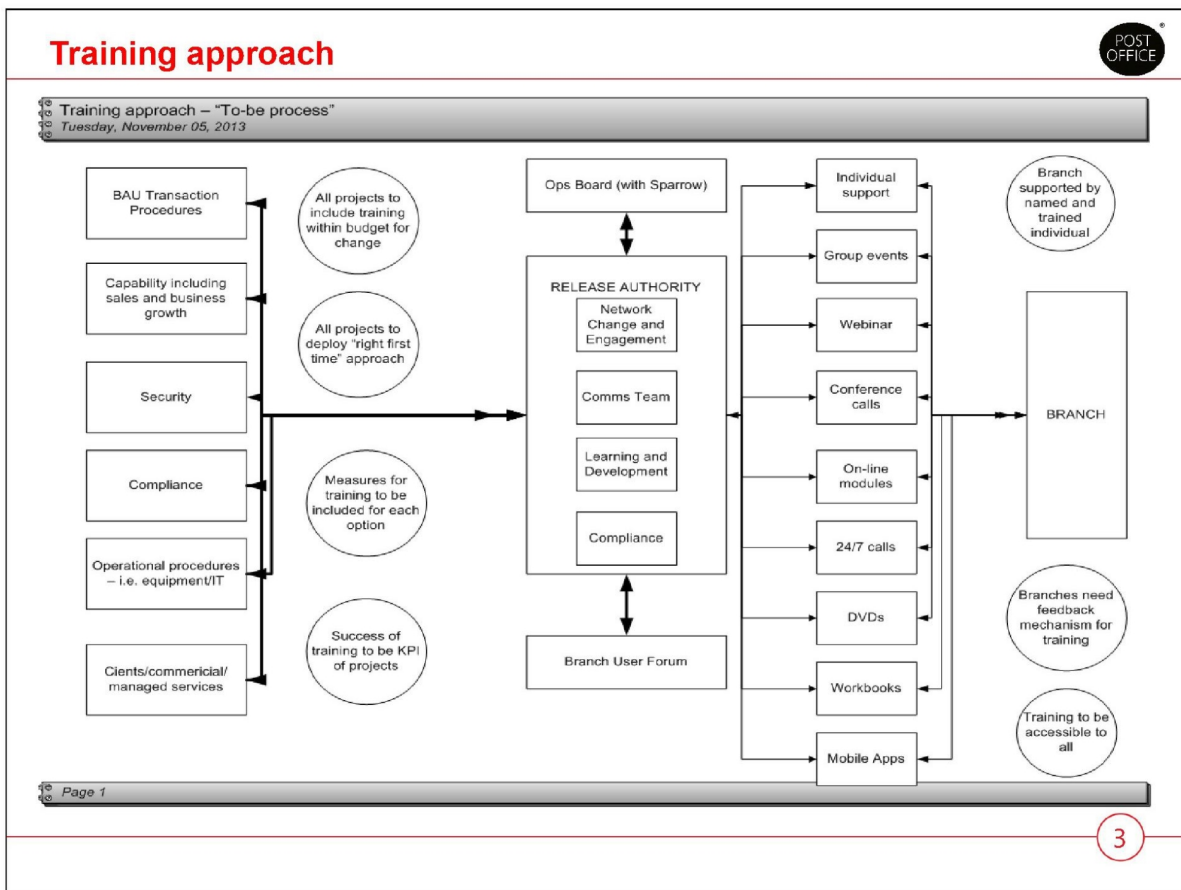 Training approach
POST
OFFICE
®
Training approach – "To-be process"
Tuesday, November 05, 2013
BAU Transaction
Procedures
Capability including
sales and business
growth
Security
Compliance
Operational procedures
– i.e. equipment/IT
Cients/commericial/
managed services
All projects to
include training
within budget for
change
All projects to
deploy "right first
time" approach
Measures for
training to be
included for each
option
Success of
training to be KPI
of projects
Ops Board (with Sparrow)
RELEASE AUTHORITY
Network
Change and
Engagement
Comms Team
Learning and
Development
Compliance
Branch User Forum
Individual
support
Group events
Webinar
Conference
calls
On-line
modules
24/7 calls
DVDs
Workbooks
Mobile Apps
Branch
supported by
named and
trained
individual
BRANCH
Branches need
feedback
mechanism for
training
Training to be
accessible to
all
Page 1
3